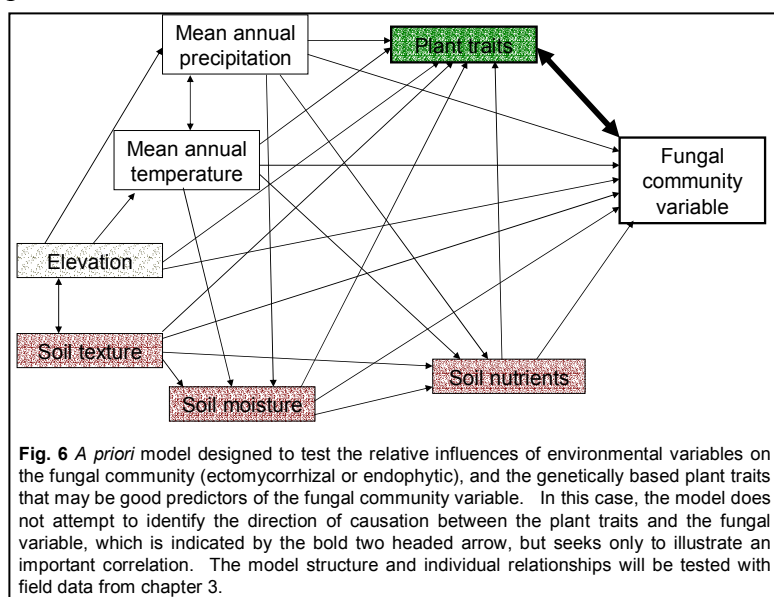 Mean annual
precipitation
Plant traits
Mean annual
temperature
Fungal
community
variable
Elevation
Soil texture
Soil moisture
Soil nutrients
Fig. 6 A priori model designed to test the relative influences of environmental variables on
the fungal community (ectomycorrhizal or endophytic), and the genetically based plant traits
that may be good predictors of the fungal community variable. In this case, the model does
not attempt to identify the direction of causation between the plant traits and the fungal
variable, which is indicated by the bold two headed arrow, but seeks only to illustrate an
important correlation. The model structure and individual relationships will be tested with
field data from chapter 3.